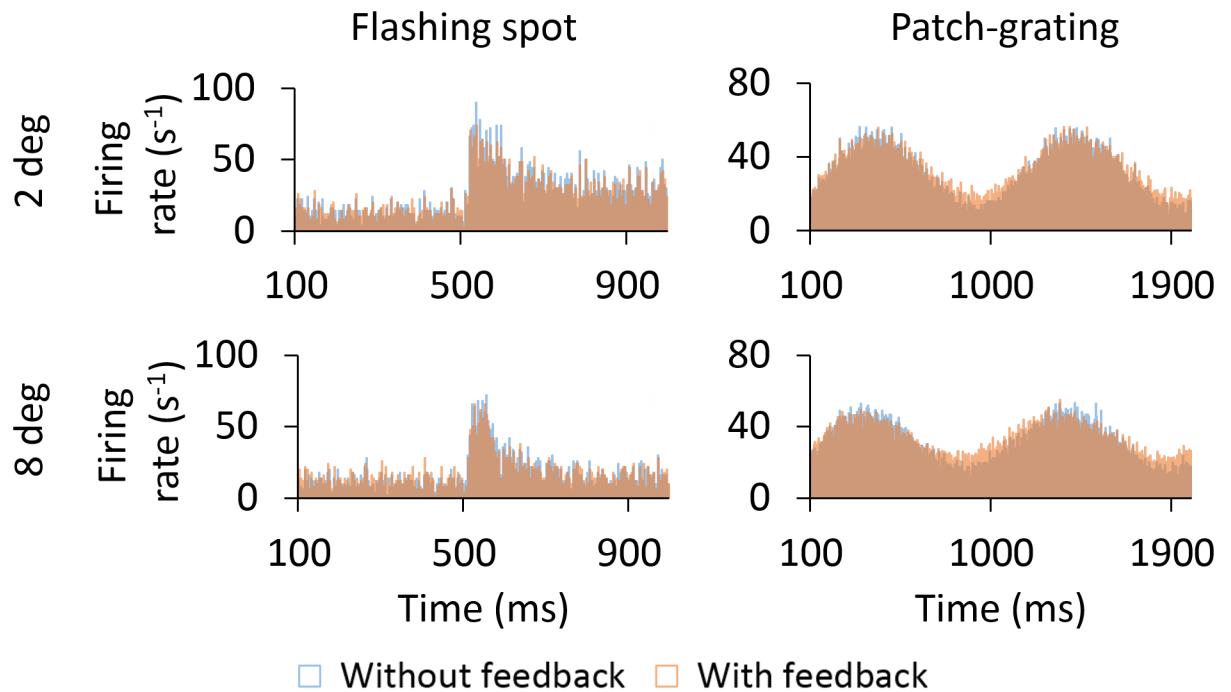 Flashing spot
Patch-grating
2 deg
Firing
rate (s⁻¹)
100
50
0
100
500
900
80
40
0
100
1000
1900
8 deg
Firing
rate (s⁻¹)
100
50
0
100
500
900
Time (ms)
80
40
0
100
1000
1900
Time (ms)
Without feedback
With feedback